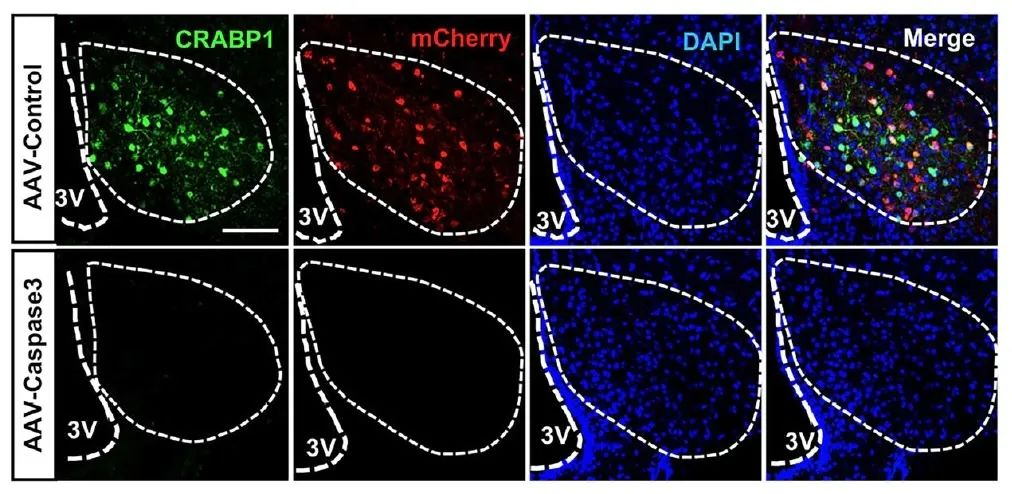 CRABP1
mCherry
DAPI
Merge
AAV-Control
3V
3V
3V
3V
AAV-Caspase3
3V
3V
3V
3V